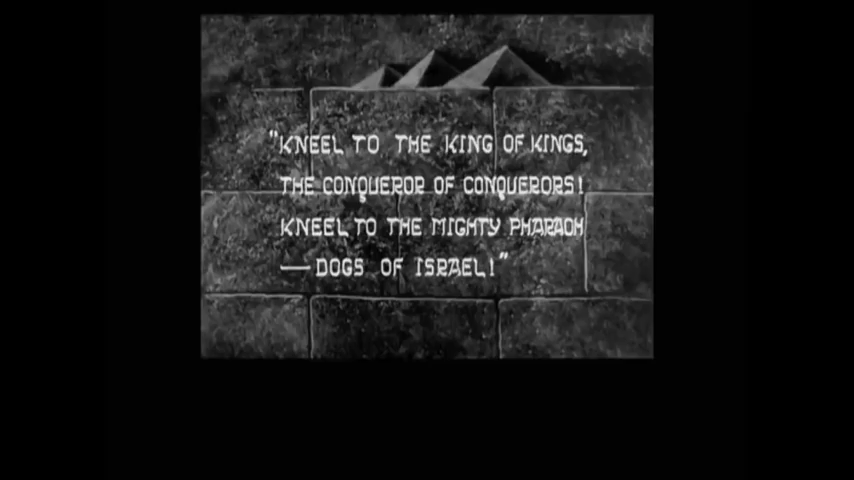 "KNEEL TO THE KING OF KINGS,
THE CONQUEROR OF CONQUERORS!
KNEEL TO THE MIGHTY PHARAOH
— DOGS OF ISRAEL!"